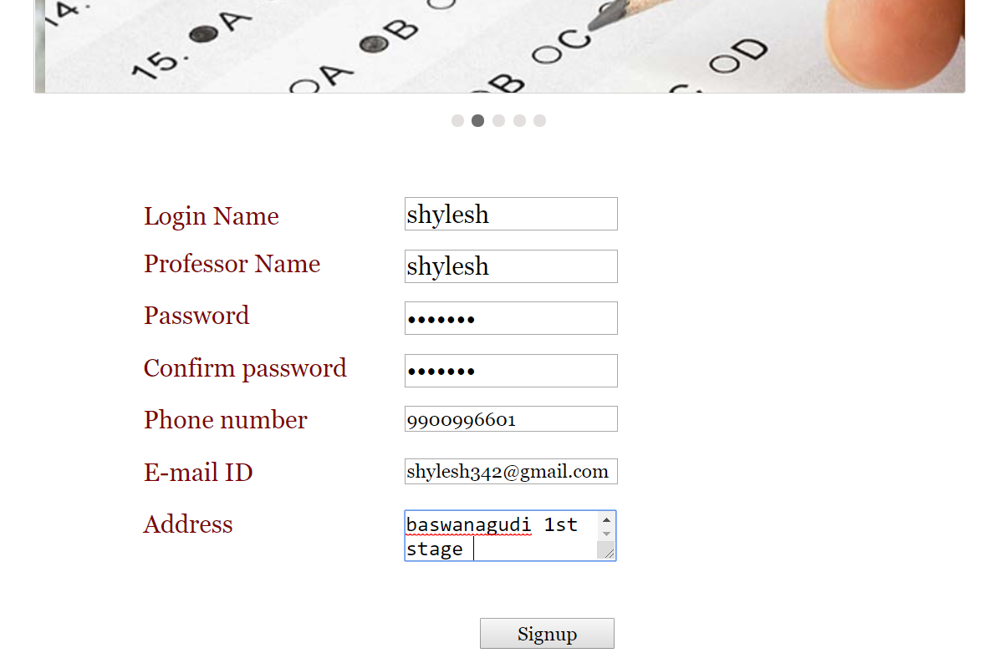 14.
15. A B C D
A B C D
Login Name shylesh
Professor Name shylesh
Password •••••••
Confirm password •••••••
Phone number 9900996601
E-mail ID shylesh342@gmail.com
Address baswanagudi 1st
stage
Signup